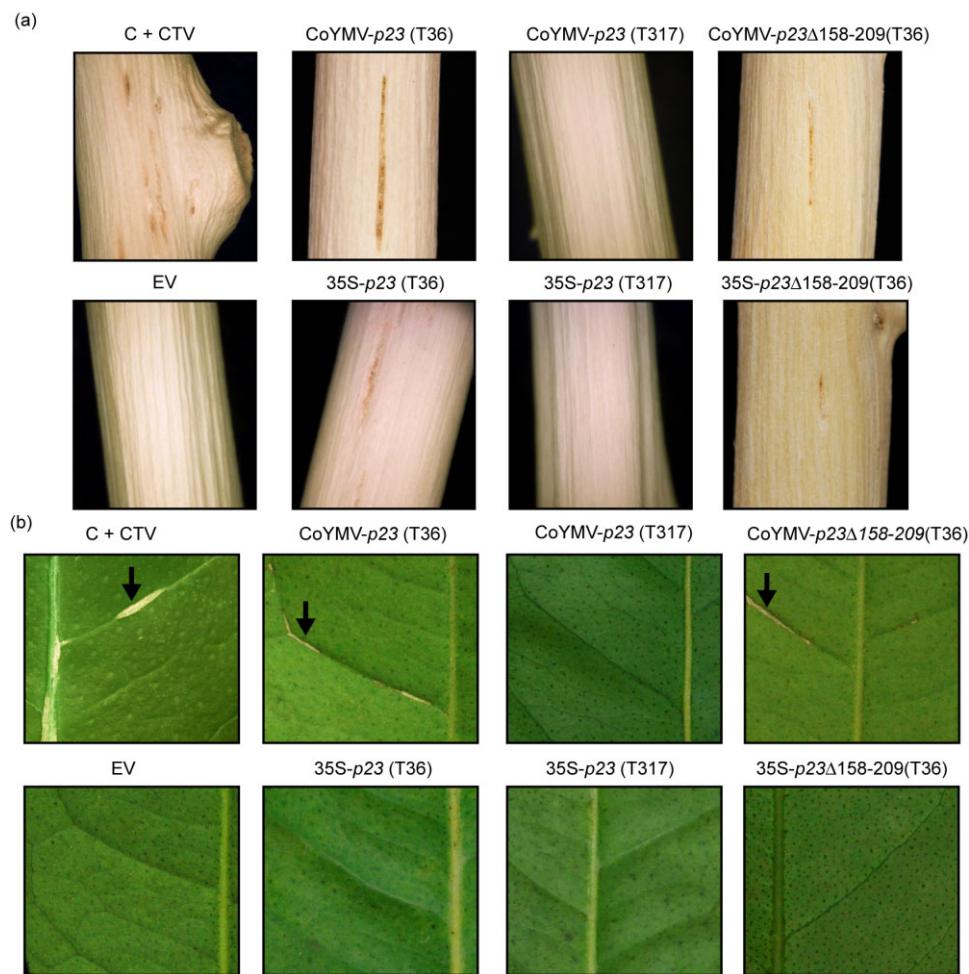 (a)
C + CTV CoYMV-p23 (T36) CoYMV-p23 (T317) CoYMV-p23Δ158-209(T36)
EV 35S-p23 (T36) 35S-p23 (T317) 35S-p23Δ158-209(T36)
(b)
C + CTV CoYMV-p23 (T36) CoYMV-p23 (T317) CoYMV-p23Δ158-209(T36)
EV 35S-p23 (T36) 35S-p23 (T317) 35S-p23Δ158-209(T36)